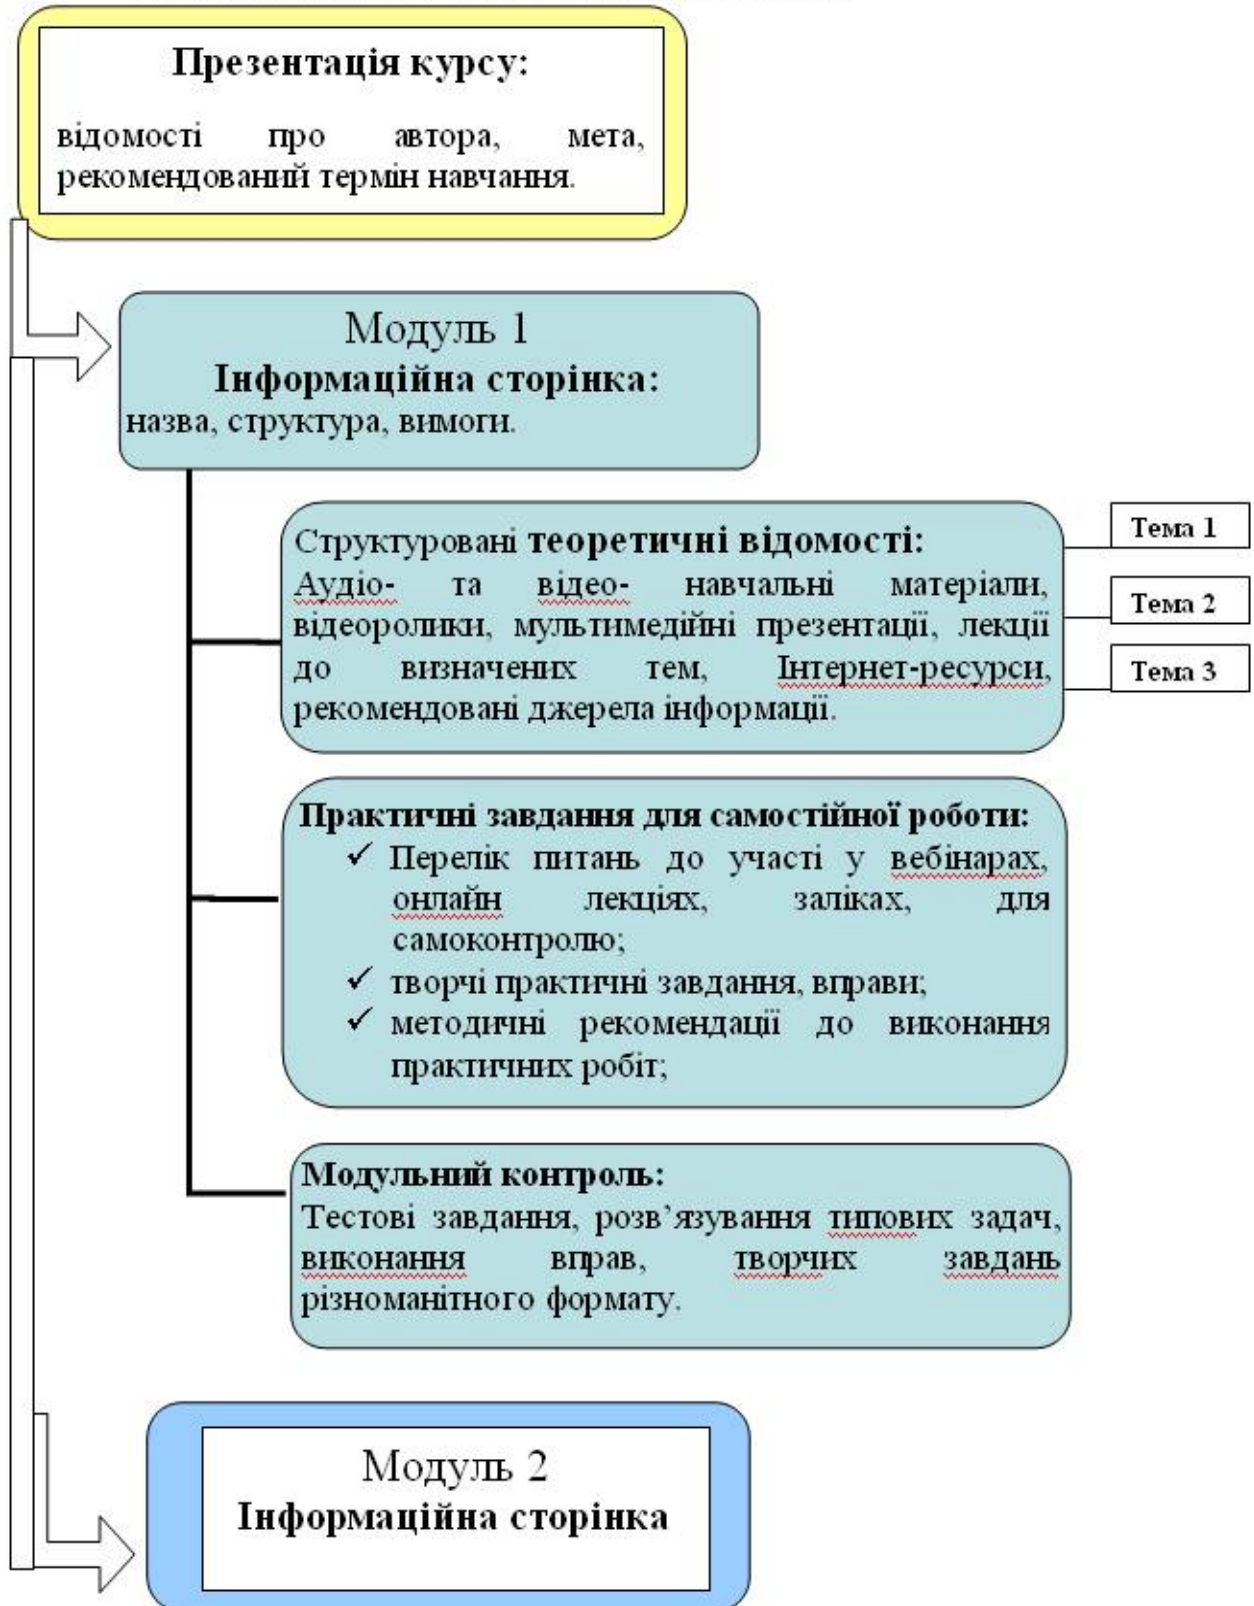 Презентація курсу:
відомості про автора, мета,
рекомендований термін навчання.
Модуль 1
Інформаційна сторінка:
назва, структура, вимоги.
Структуровані теоретичні відомості:
Аудіо- та відео- навчальні матеріали,
відеоролики, мультимедійні презентації, лекції
до визначених тем, Інтернет-ресурси,
рекомендовані джерела інформації.
Тема 1
Тема 2
Тема 3
Практичні завдання для самостійної роботи:
✓ Перелік питань до участі у вебінарах,
онлайн лекціях, заліках, для
самоконтролю;
✓ творчі практичні завдання, вправи;
✓ методичні рекомендації до виконання
практичних робіт;
Модульний контроль:
Тестові завдання, розв’язування типових задач,
виконання вправ, творчих завдань
різноманітного формату.
Модуль 2
Інформаційна сторінка